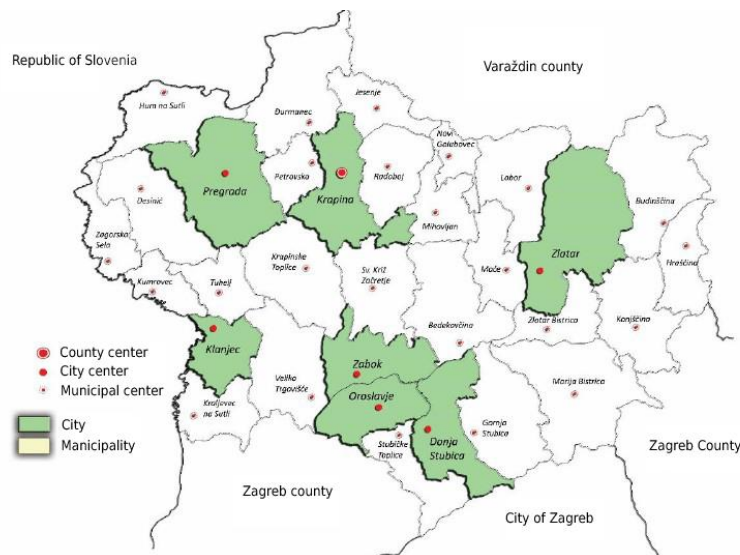 Republic of Slovenia
Varaždin county
Hum na Sutli
Jesenje
Durmanec
Novi
Golubovec
Pregrada
Petrovsko
Krapina
Radoboj
Lobor
Desinić
Mihovljan
Budinščina
Zagorska
Sela
Krapinske
Toplice
Zlatar
Hrašćina
Kumrovec
Tuhelj
Sv. Križ
Začretje
Mače
Klanjec
Bedekovčina
Zlatar Bistrica
Konjščina
County center
City center
Municipal center
Zabok
Veliko
Trgovišče
Oroslavje
Marija Bistrica
Kraljevec
na Sutli
City
Manicipality
Stubičke
Toplice
Donja
Stubica
Gornja
Stubica
Zagreb County
Zagreb county
City of Zagreb